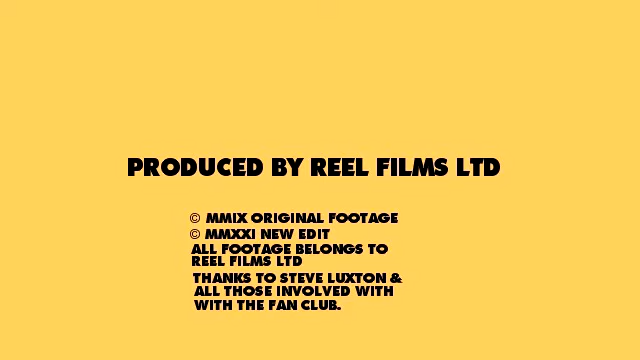 PRODUCED BY REEL FILMS LTD
© MMIX ORIGINAL FOOTAGE
© MMXXI NEW EDIT
ALL FOOTAGE BELONGS TO
REEL FILMS LTD
THANKS TO STEVE LUXTON &
ALL THOSE INVOLVED WITH
WITH THE FAN CLUB.